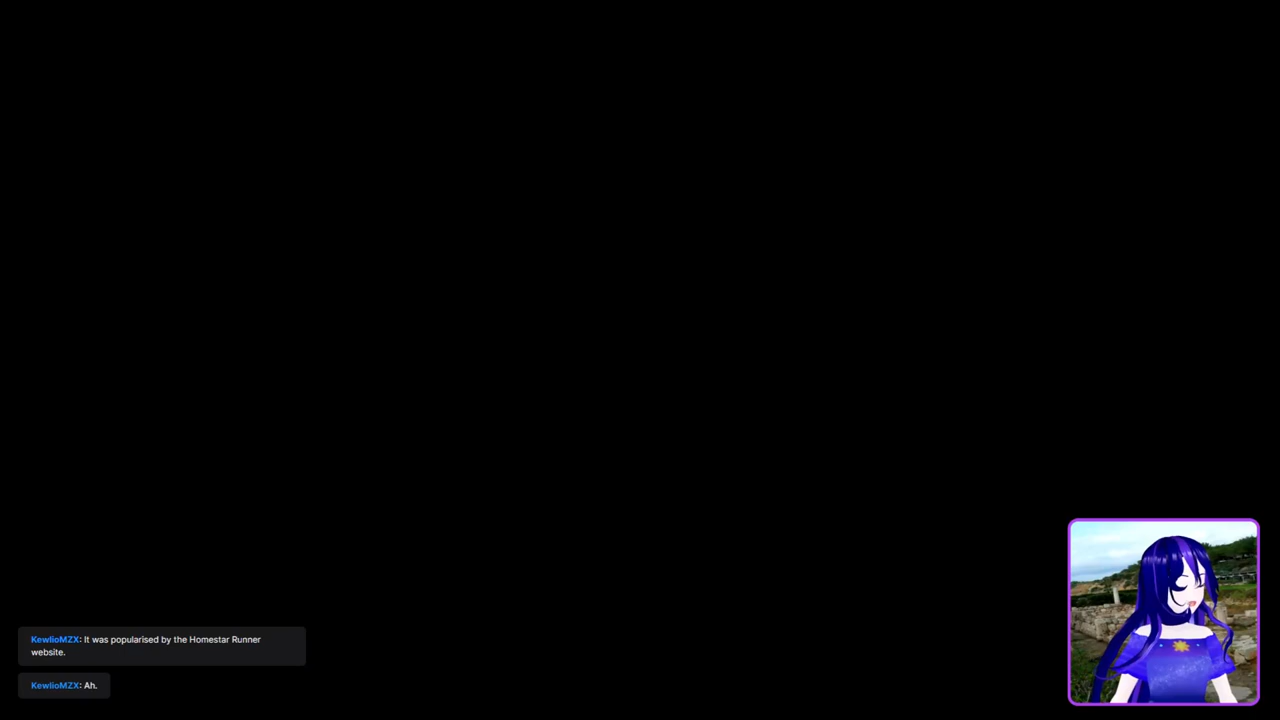 KewlioMZX: It was popularised by the Homestar Runner
website.
KewlioMZX: Ah.